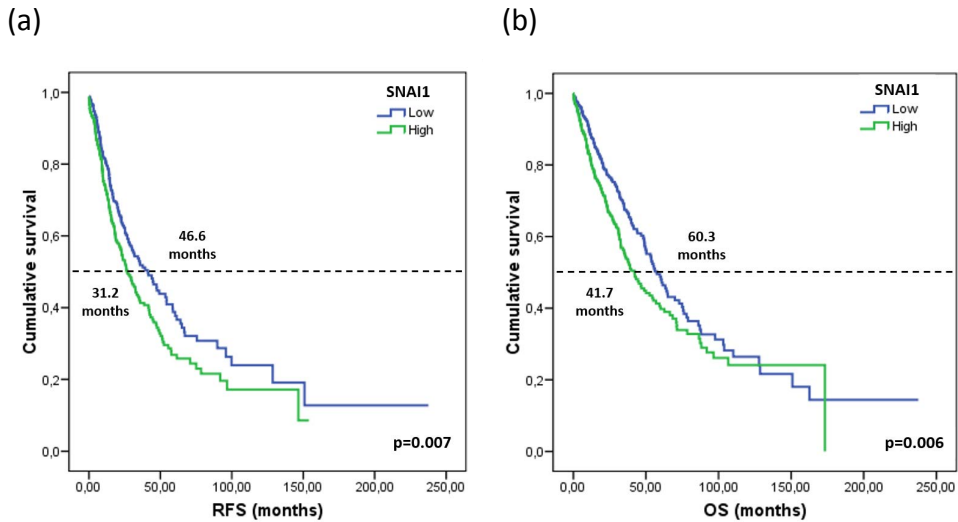 (a)
(b)
SNAI1
Low
High
46.6
months
31.2
months
p=0.007
Cumulative survival
1,0
0,8
0,6
0,4
0,2
0,0
0,00
50,00
100,00
150,00
200,00
250,00
RFS (months)
SNAI1
Low
High
60.3
months
41.7
months
p=0.006
Cumulative survival
1,0
0,8
0,6
0,4
0,2
0,0
0,00
50,00
100,00
150,00
200,00
250,00
OS (months)